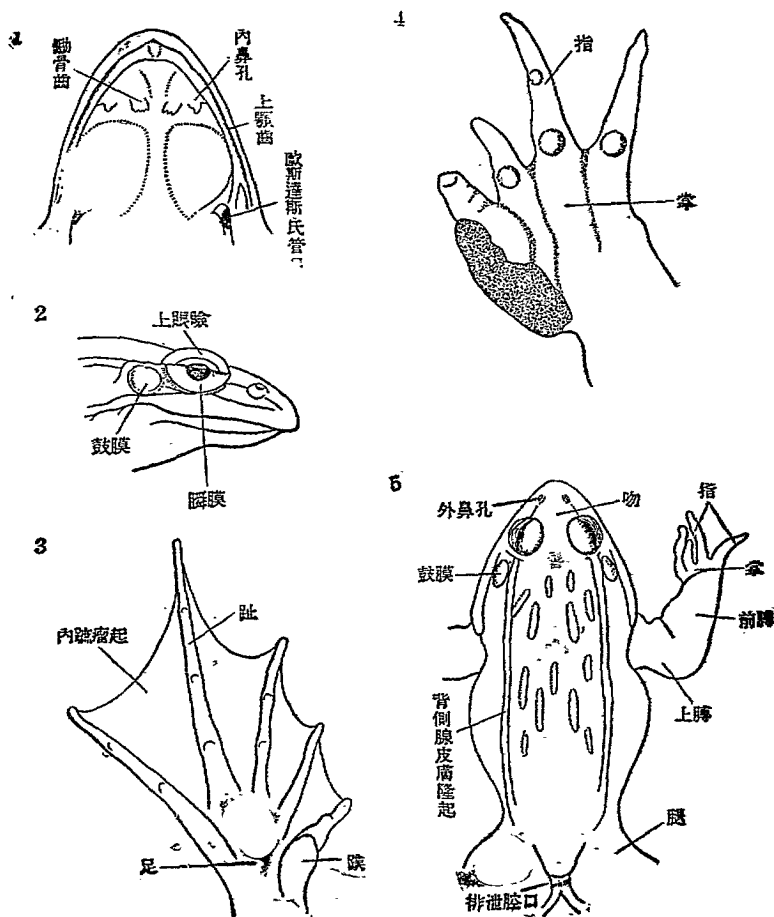 1
鋤骨齒
內鼻孔
上顎齒
歐斯達斯氏管口
2
上眼瞼
鼓膜
瞬膜
3
趾
內蹠瘤起
足
蹼
4
指
掌
5
外鼻孔
吻
指
鼓膜
掌
前膊
上膊
背側腺皮膚隆起
腿
排泄腔口